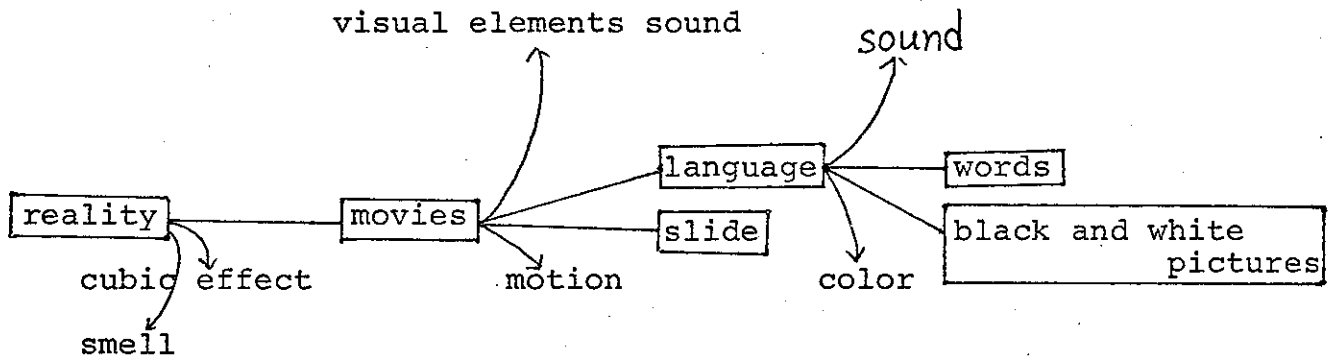 visual elements sound
sound
language
words
reality
movies
slide
black and white
pictures
cubic effect
motion
color
smell